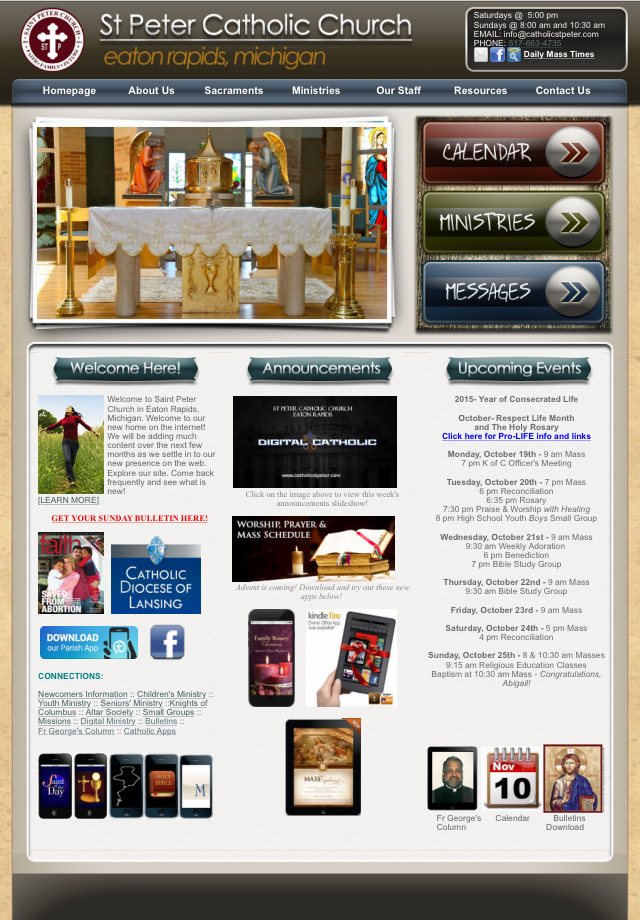 St Peter Catholic Church
eaton rapids, michigan
SAINT PETER CHURCH
ST P
Saturdays @ 5:00 pm
Sundays @ 8:00 am and 10:30 am
EMAIL: info@catholicstpeter.com
PHONE: 517-663-4735
Daily Mass Times
Homepage About Us Sacraments Ministries Our Staff Resources Contact Us
CALENDAR
MINISTRIES
MESSAGES
Welcome Here!
Welcome to Saint Peter
Church in Eaton Rapids,
Michigan. Welcome to our
new home on the internet!
We will be adding much
content over the next few
months as we settle in to our
new presence on the web.
Explore our site. Come back
frequently and see what is
new!
[LEARN MORE]
GET YOUR SUNDAY BULLETIN HERE!
faith
SAVED
FROM
ABORTION
CATHOLIC
DIOCESE OF
LANSING
DOWNLOAD
our Parish App
CONNECTIONS:
Newcomers Information :: Children's Ministry ::
Youth Ministry :: Seniors' Ministry ::Knights of
Columbus :: Altar Society :: Small Groups ::
Missions :: Digital Ministry :: Bulletins ::
Fr George's Column :: Catholic Apps
Saint
of the
Day
HOLY
BIBLE
M
Announcements
ST PETER CATHOLIC CHURCH
EATON RAPIDS
DIGITAL CATHOLIC
www.catholicstpeter.com
Click on the image above to view this week's
announcements slideshow!
WORSHIP, PRAYER &
MASS SCHEDULE
Advent is coming! Download and try out these new
apps below!
Family Rosary
kindle fire
Divine Office App
now available!
MASS
Upcoming Events
2015- Year of Consecrated Life
October- Respect Life Month
and The Holy Rosary
Click here for Pro-LIFE info and links
Monday, October 19th - 9 am Mass
7 pm K of C Officer's Meeting
Tuesday, October 20th - 7 pm Mass
6 pm Reconciliation
6:35 pm Rosary
7:30 pm Praise & Worship with Healing
8 pm High School Youth Boys Small Group
Wednesday, October 21st - 9 am Mass
9:30 am Weekly Adoration
6 pm Benediction
7 pm Bible Study Group
Thursday, October 22nd - 9 am Mass
9:30 am Bible Study Group
Friday, October 23rd - 9 am Mass
Saturday, October 24th - 5 pm Mass
4 pm Reconciliation
Sunday, October 25th - 8 & 10:30 am Masses
9:15 am Religious Education Classes
Baptism at 10:30 am Mass - Congratulations,
Abigail!
Nov
10
Fr George's
Column
Calendar
Bulletins
Download